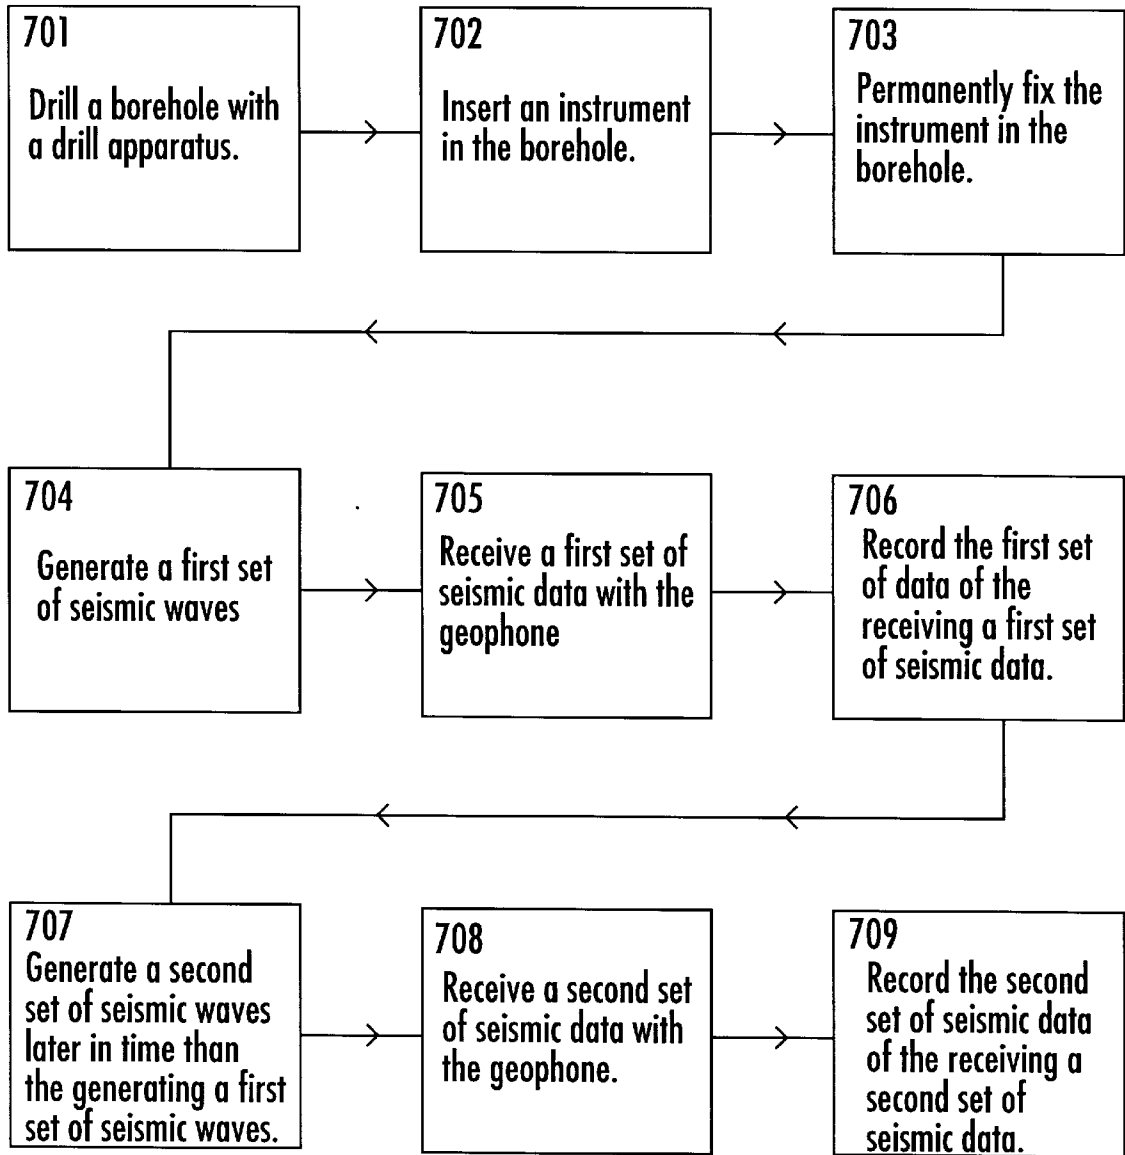 701
Drill a borehole with
a drill apparatus.
702
Insert an instrument
in the borehole.
703
Permanently fix the
instrument in the
borehole.
704
Generate a first set
of seismic waves
705
Receive a first set of
seismic data with the
geophone
706
Record the first set
of data of the
receiving a first set
of seismic data.
707
Generate a second
set of seismic waves
later in time than
the generating a first
set of seismic waves.
708
Receive a second set
of seismic data with
the geophone.
709
Record the second
set of seismic data
of the receiving a
second set of
seismic data.